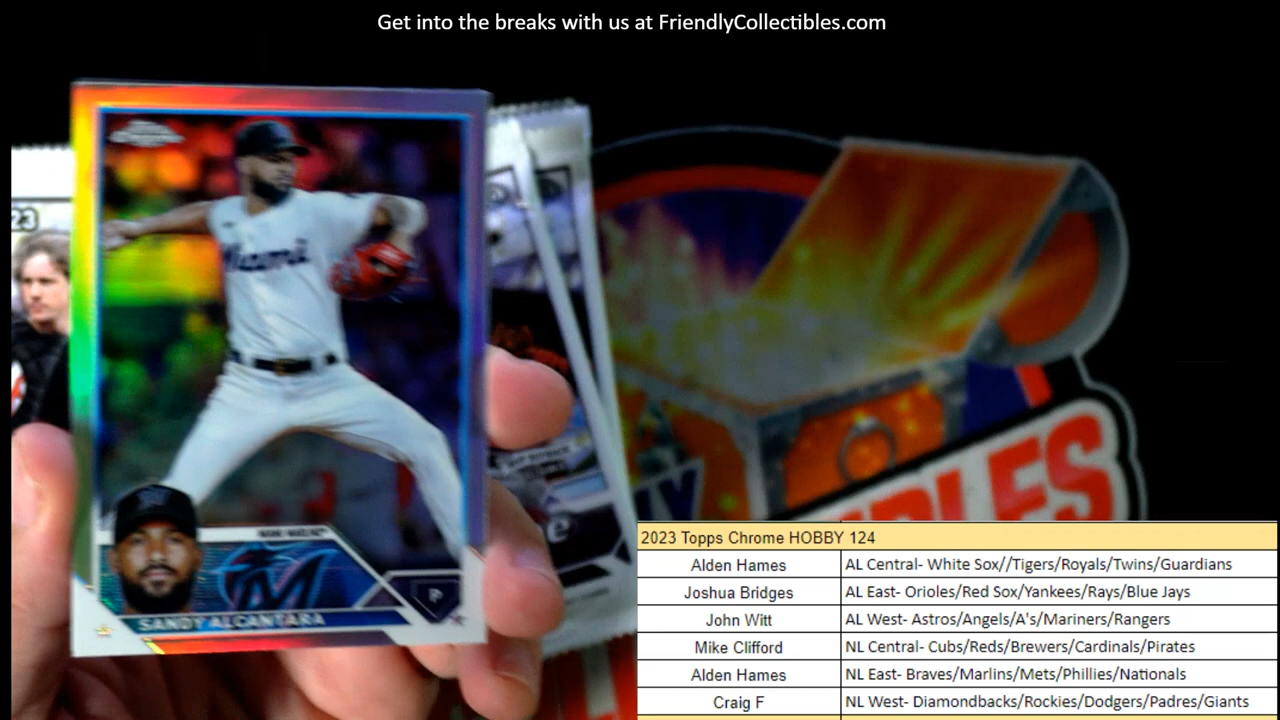 Get into the breaks with us at FriendlyCollectibles.com
23
Miami
SANDY ALCANTARA
P
2023 Topps Chrome HOBBY 124
Alden Hames AL Central- White Sox//Tigers/Royals/Twins/Guardians
Joshua Bridges AL East- Orioles/Red Sox/Yankees/Rays/Blue Jays
John Witt AL West- Astros/Angels/A's/Mariners/Rangers
Mike Clifford NL Central- Cubs/Reds/Brewers/Cardinals/Pirates
Alden Hames NL East- Braves/Marlins/Mets/Phillies/Nationals
Craig F NL West- Diamondbacks/Rockies/Dodgers/Padres/Giants